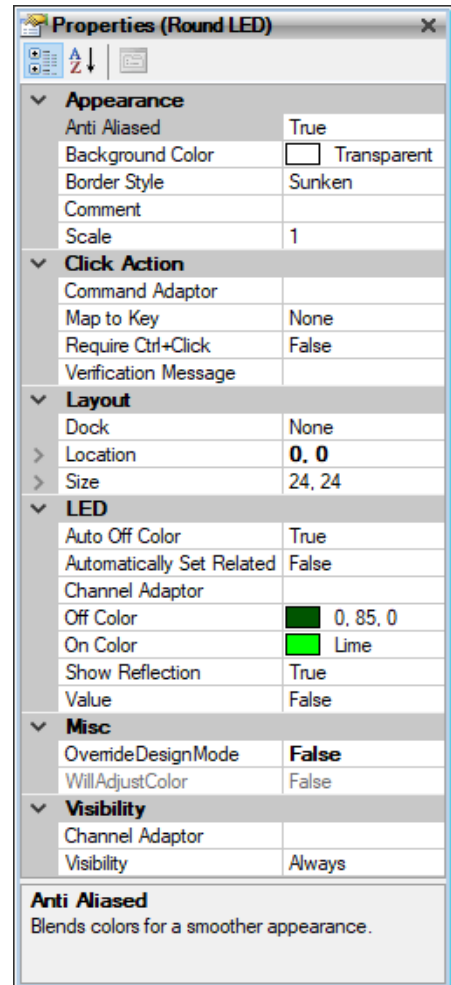 Properties (Round LED)
Appearance
Anti Aliased True
Background Color Transparent
Border Style Sunken
Comment
Scale 1
Click Action
Command Adaptor
Map to Key None
Require Ctrl+Click False
Verification Message
Layout
Dock None
Location 0, 0
Size 24, 24
LED
Auto Off Color True
Automatically Set Related False
Channel Adaptor
Off Color 0, 85, 0
On Color Lime
Show Reflection True
Value False
Misc
OverrideDesignMode False
WillAdjustColor False
Visibility
Channel Adaptor
Visibility Always
Anti Aliased
Blends colors for a smoother appearance.